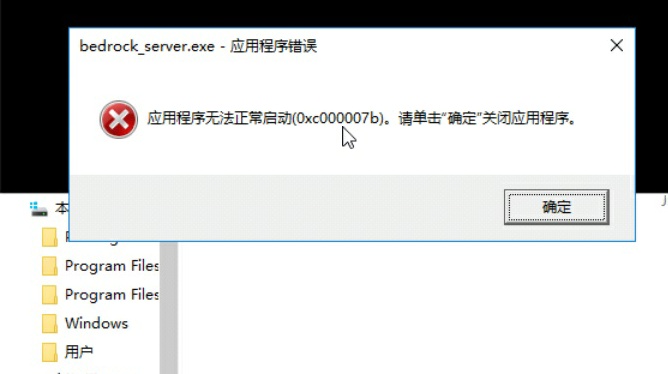 bedrock_server.exe - 应用程序错误
应用程序无法正常启动(0xc000007b)。请单击“确定”关闭应用程序。
确定
本
Program Files
Program Files
Windows
用户